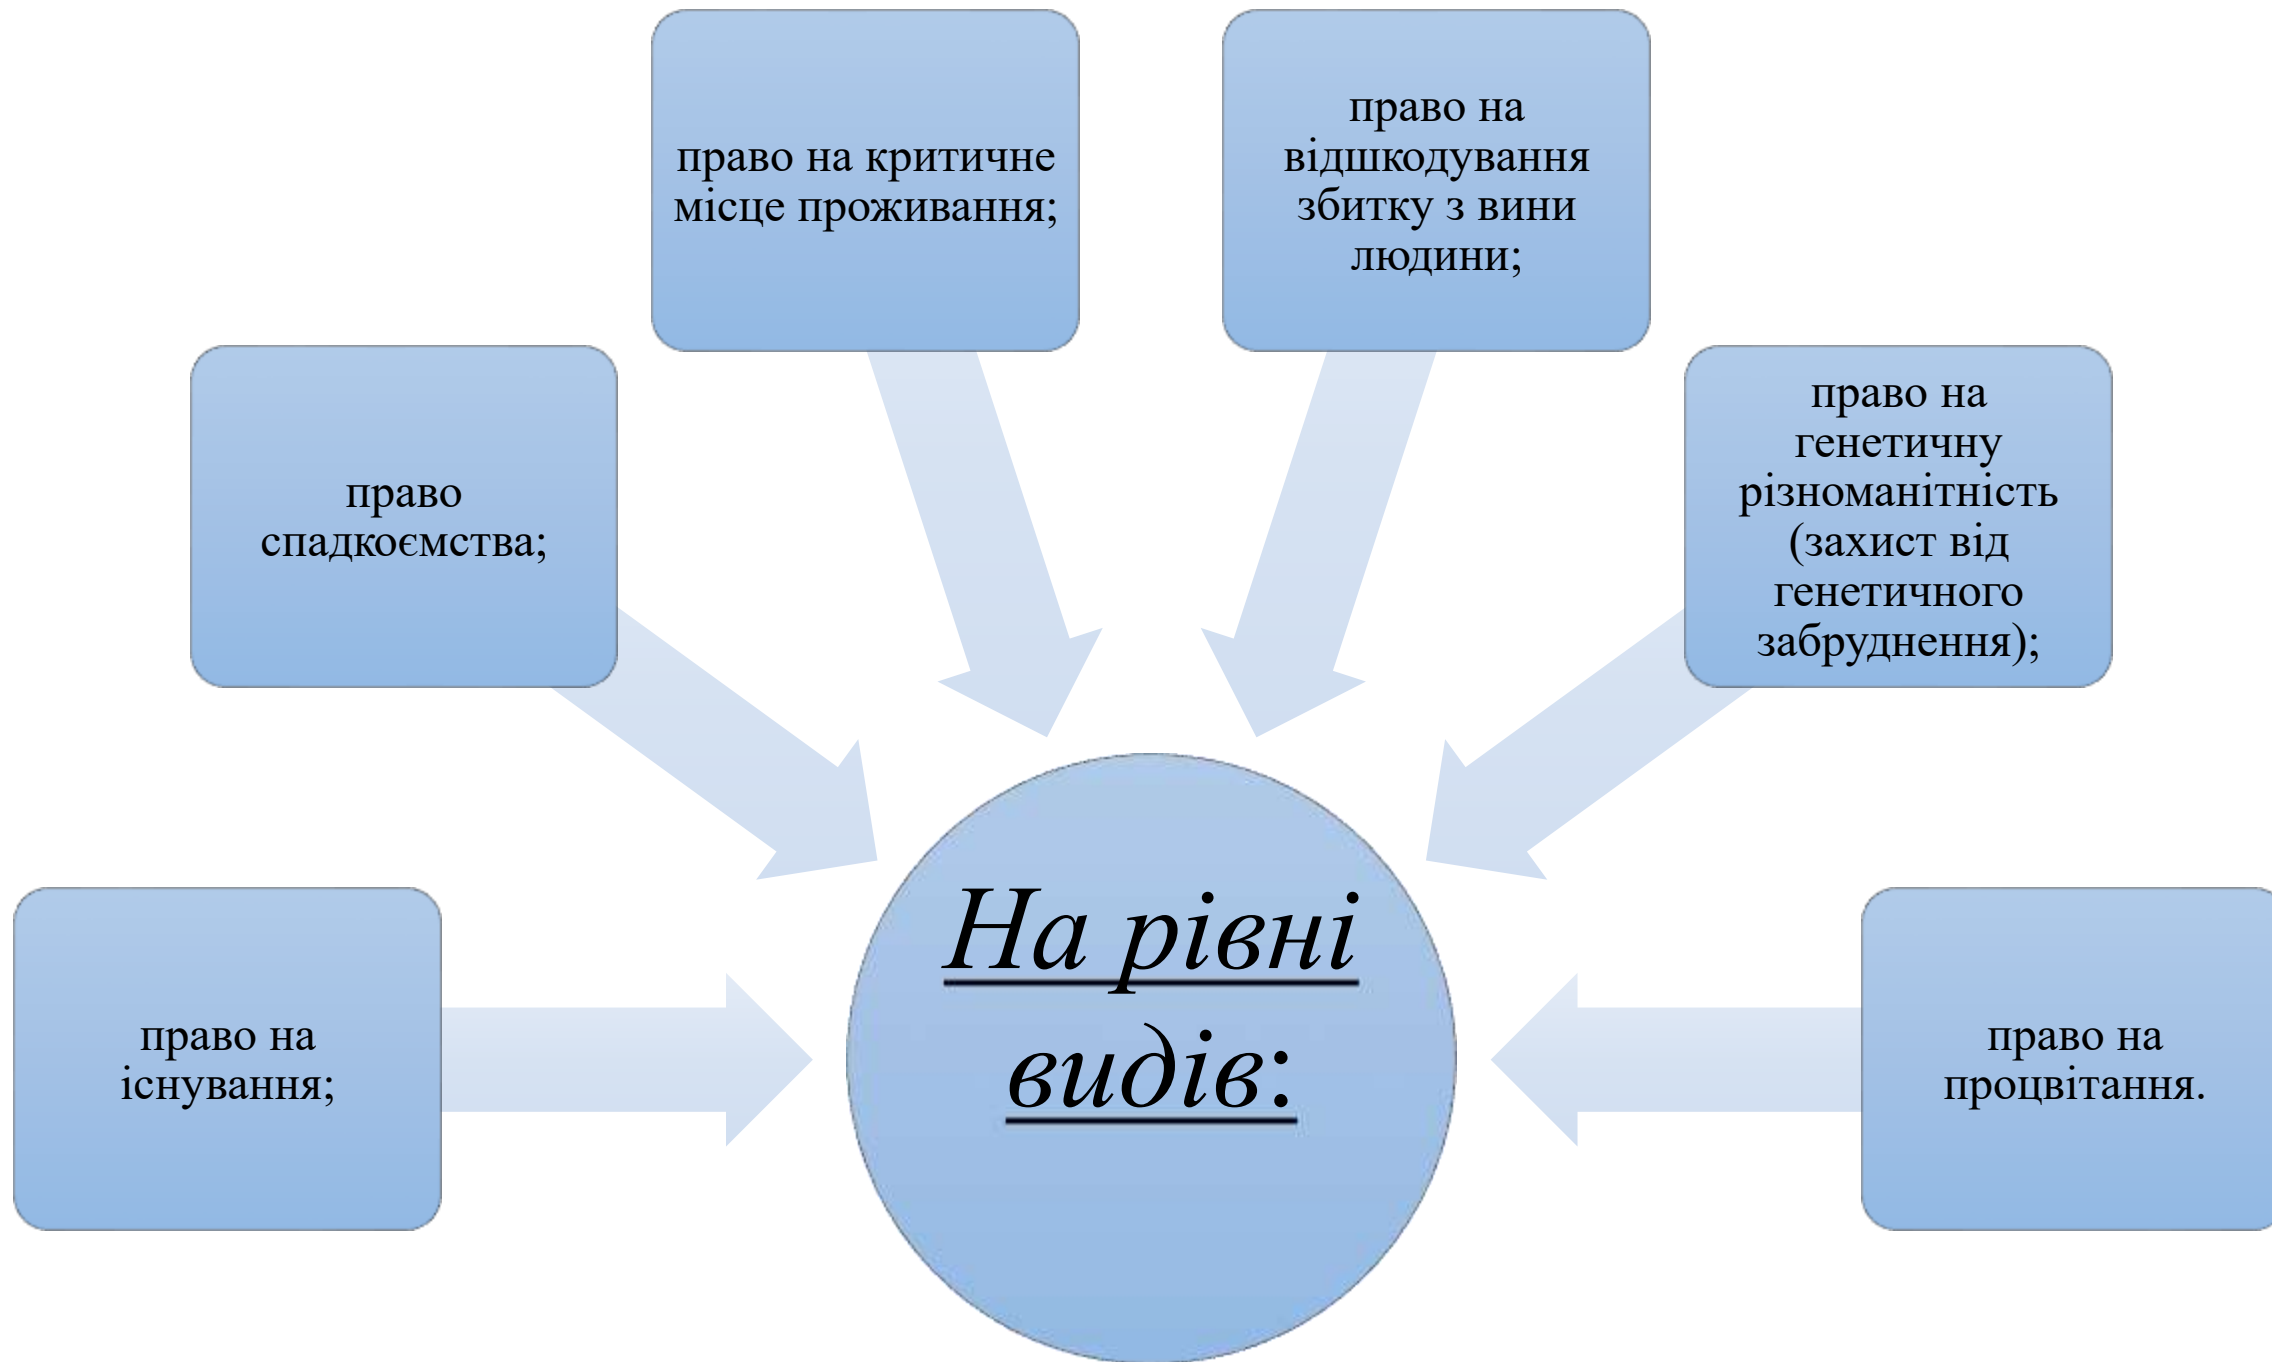 право на
існування;
право
спадкоємства;
право на критичне
місце проживання;
право на
відшкодування
збитку з вини
людини;
право на
генетичну
різноманітність
(захист від
генетичного
забруднення);
право на
процвітання.
На рівні
видів: